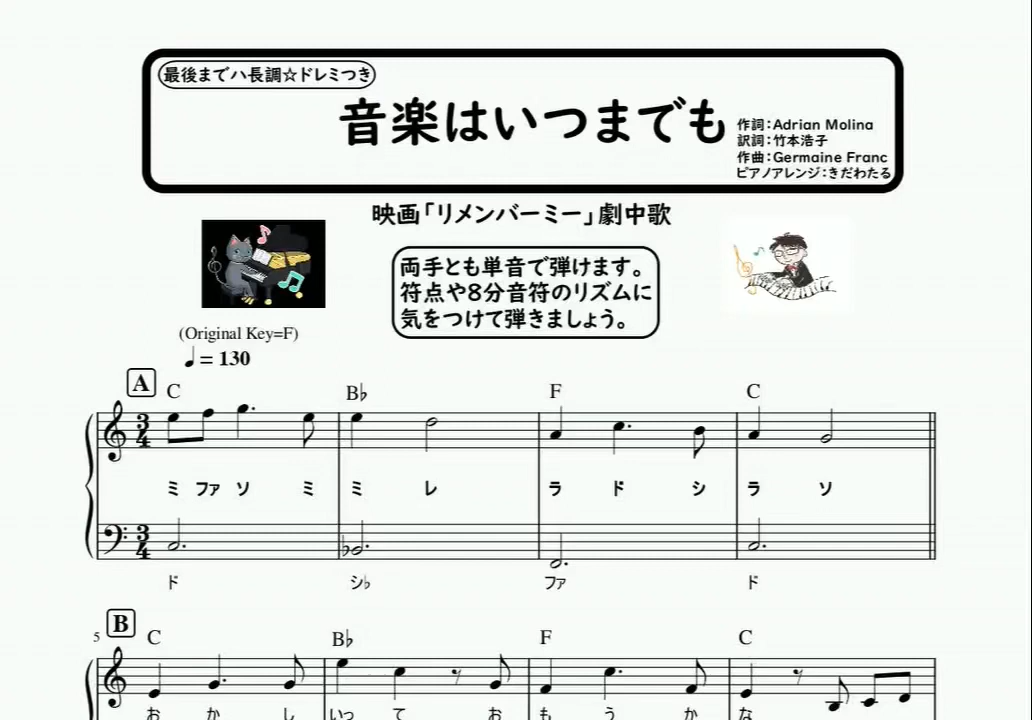 最後までハ長調☆ドレミつき
音楽はいつまでも
作詞：Adrian Molina
訳詞：竹本浩子
作曲：Germaine Franc
ピアノアレンジ：きだわたる
映画「リメンバーミー」劇中歌
両手とも単音で弾けます。
符点や8分音符のリズムに
気をつけて弾きましょう。
(Original Key=F)
♩= 130
A
C B♭ F C
3 4
ミ ファ ソ ミ ミ レ ラ ド シ ラ ソ
3 4
ド シ♭ ファ ド
B
5 C B♭ F C
お か し いっ て お も う か な